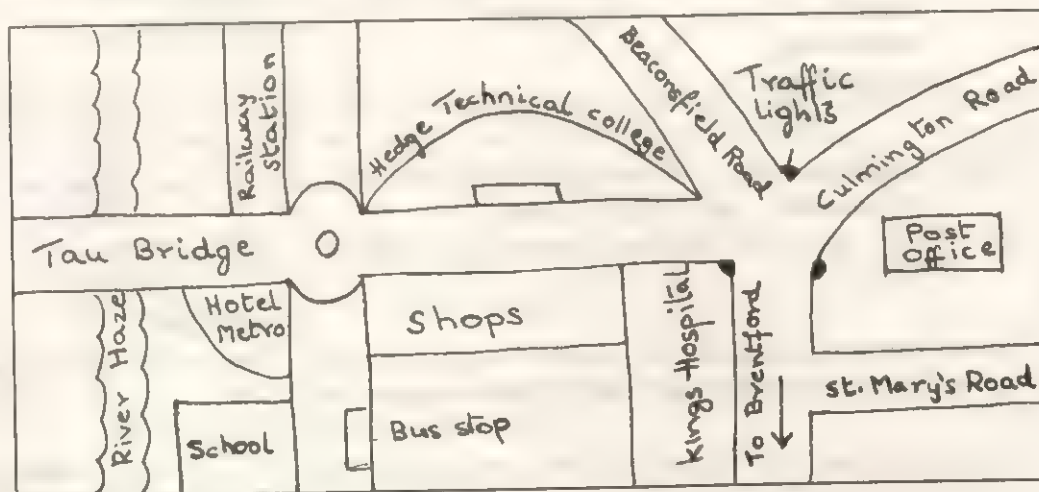 Railway
station
Hedge Technical college
Beaconsfield Road
Traffic
lights
Culmington Road
Tau Bridge
Post
office
Hotel
Metro
Shops
Kings Hospital
To Brentford
River Haze
School
Bus stop
st. Mary's Road